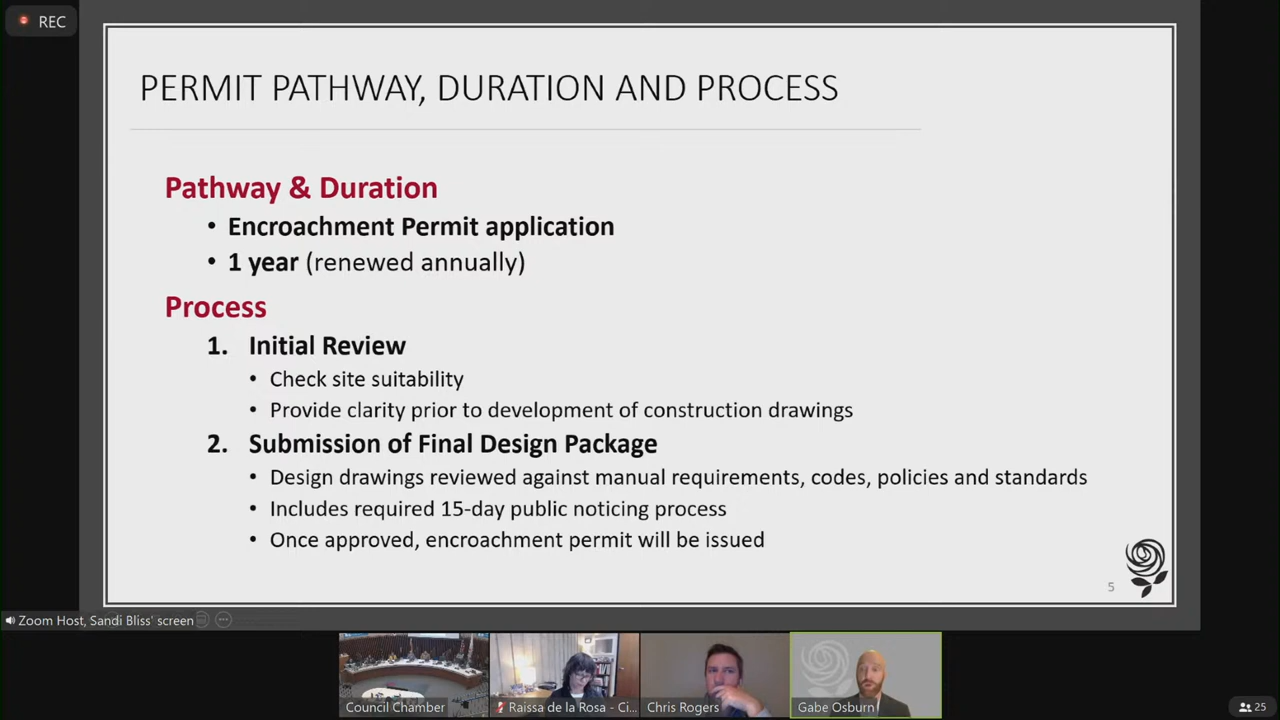 REC
PERMIT PATHWAY, DURATION AND PROCESS
Pathway & Duration
• Encroachment Permit application
• 1 year (renewed annually)
Process
1. Initial Review
• Check site suitability
• Provide clarity prior to development of construction drawings
2. Submission of Final Design Package
• Design drawings reviewed against manual requirements, codes, policies and standards
• Includes required 15-day public noticing process
• Once approved, encroachment permit will be issued
5
Zoom Host, Sandi Bliss' screen
Council Chamber
Raissa de la Rosa - Ci...
Chris Rogers
Gabe Osburn
25